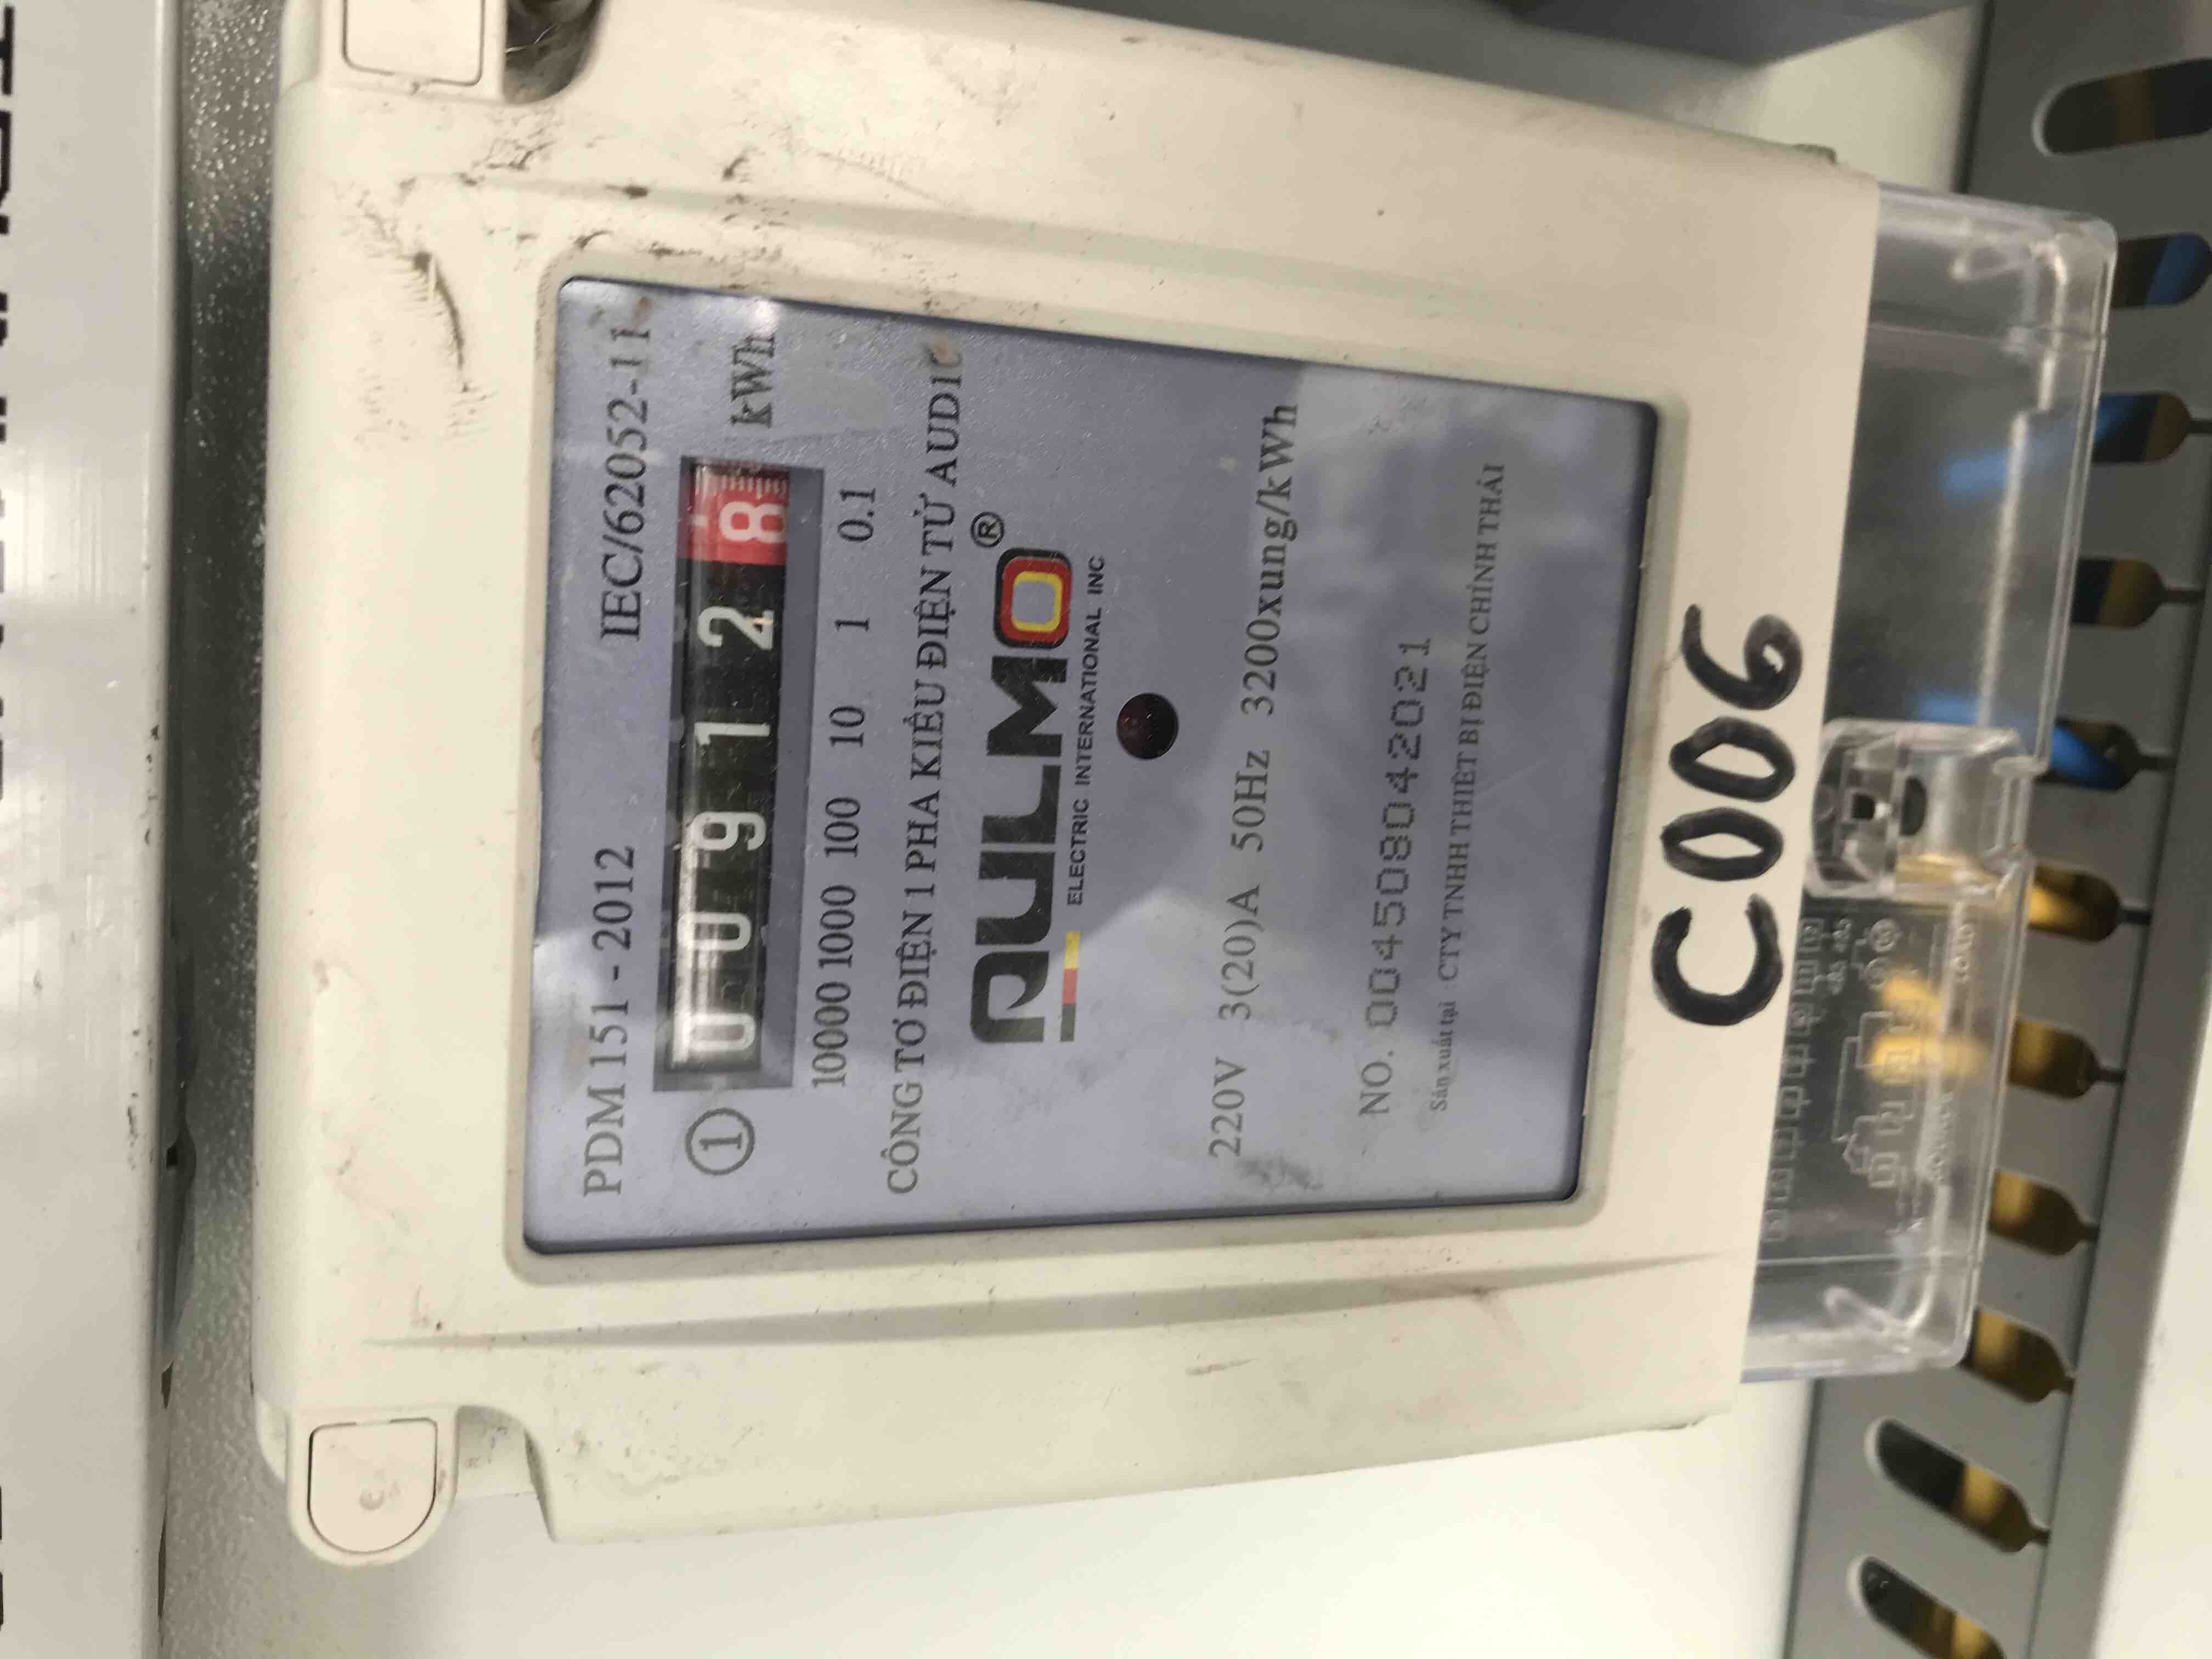 PDM 151 - 2012 IEC/62052-11
1 0 0 9 1 2 8 kWh
10000 1000 100 10 1 0.1
CÔNG TƠ ĐIỆN 1 PHA KIỂU ĐIỆN TỬ AUDIC
PULMO®
ELECTRIC INTERNATIONAL INC
220V 3(20)A 50Hz 3200xung/kWh
NO. 004508042021
Sản xuất tại : CTY TNHH THIẾT BỊ ĐIỆN CHÍNH THÁI
C006